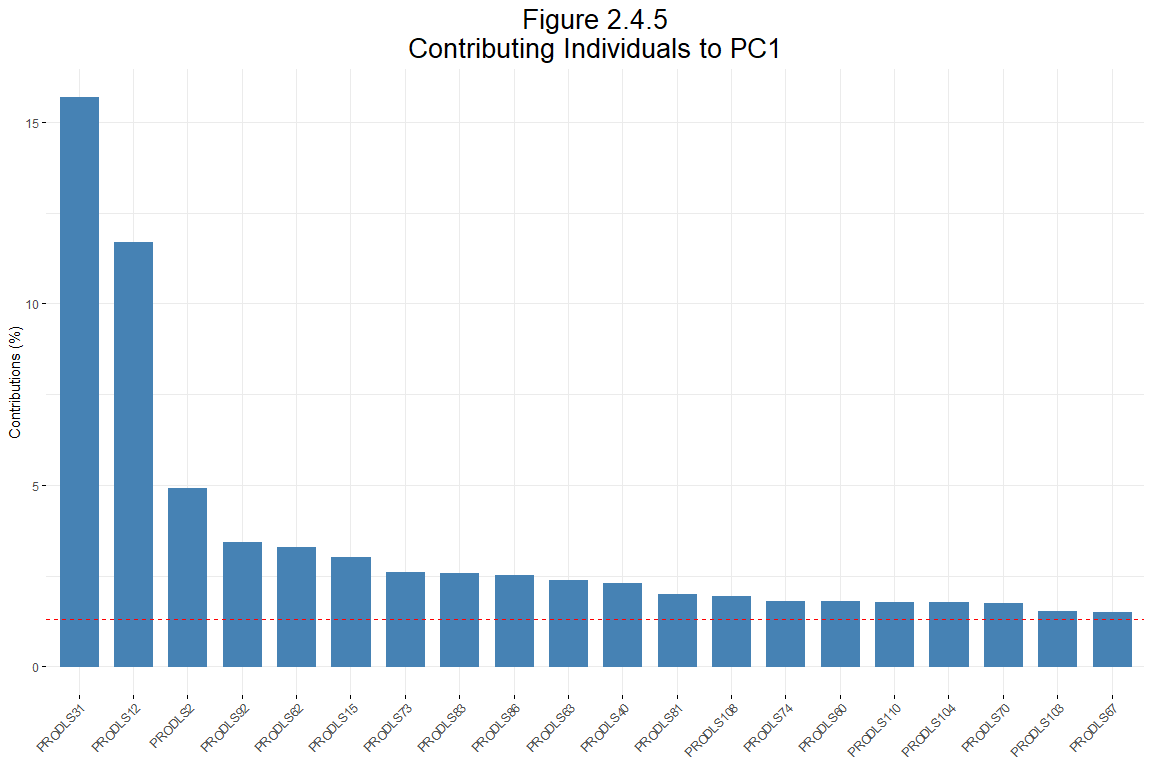 Figure 2.4.5
Contributing Individuals to PC1
Contributions (%)
15
10
5
0
PRODLS31
PRODLS12
PRODLS2
PRODLS92
PRODLS62
PRODLS15
PRODLS73
PRODLS83
PRODLS86
PRODLS63
PRODLS40
PRODLS81
PRODLS108
PRODLS74
PRODLS60
PRODLS110
PRODLS104
PRODLS70
PRODLS103
PRODLS67